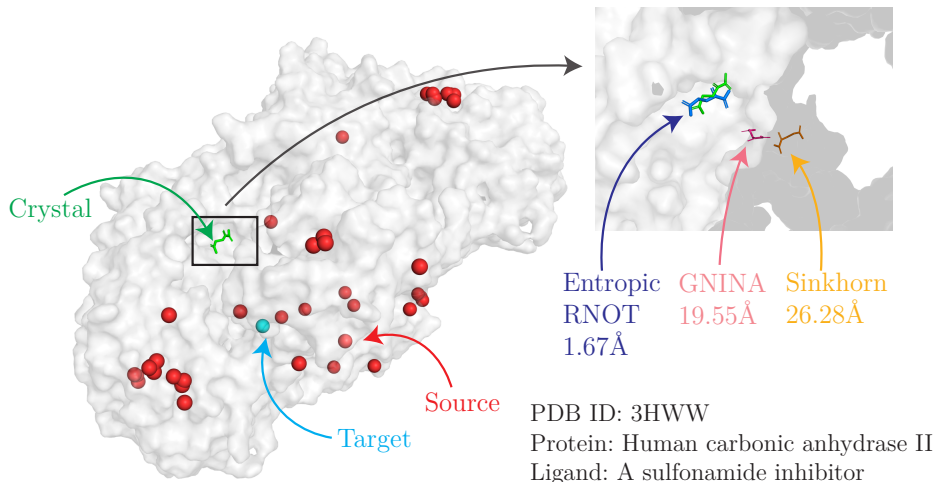 Crystal
Target
Source
Entropic
RNOT
1.67Å
GNINA
19.55Å
Sinkhorn
26.28Å
PDB ID: 3HWW
Protein: Human carbonic anhydrase II
Ligand: A sulfonamide inhibitor